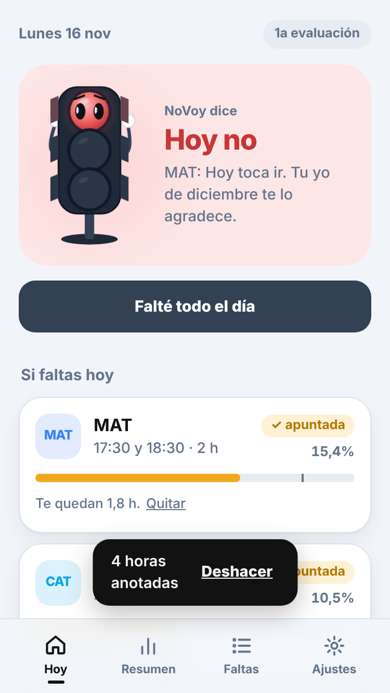 Lunes 16 nov
1a evaluación
NoVoy dice
Hoy no
MAT: Hoy toca ir. Tu yo
de diciembre te lo
agradece.
Falté todo el día
Si faltas hoy
MAT
MAT
✓ apuntada
17:30 y 18:30 · 2 h
15,4%
Te quedan 1,8 h. Quitar
CAT
4 horas
anotadas
Deshacer
10,5%
Hoy
Resumen
Faltas
Ajustes